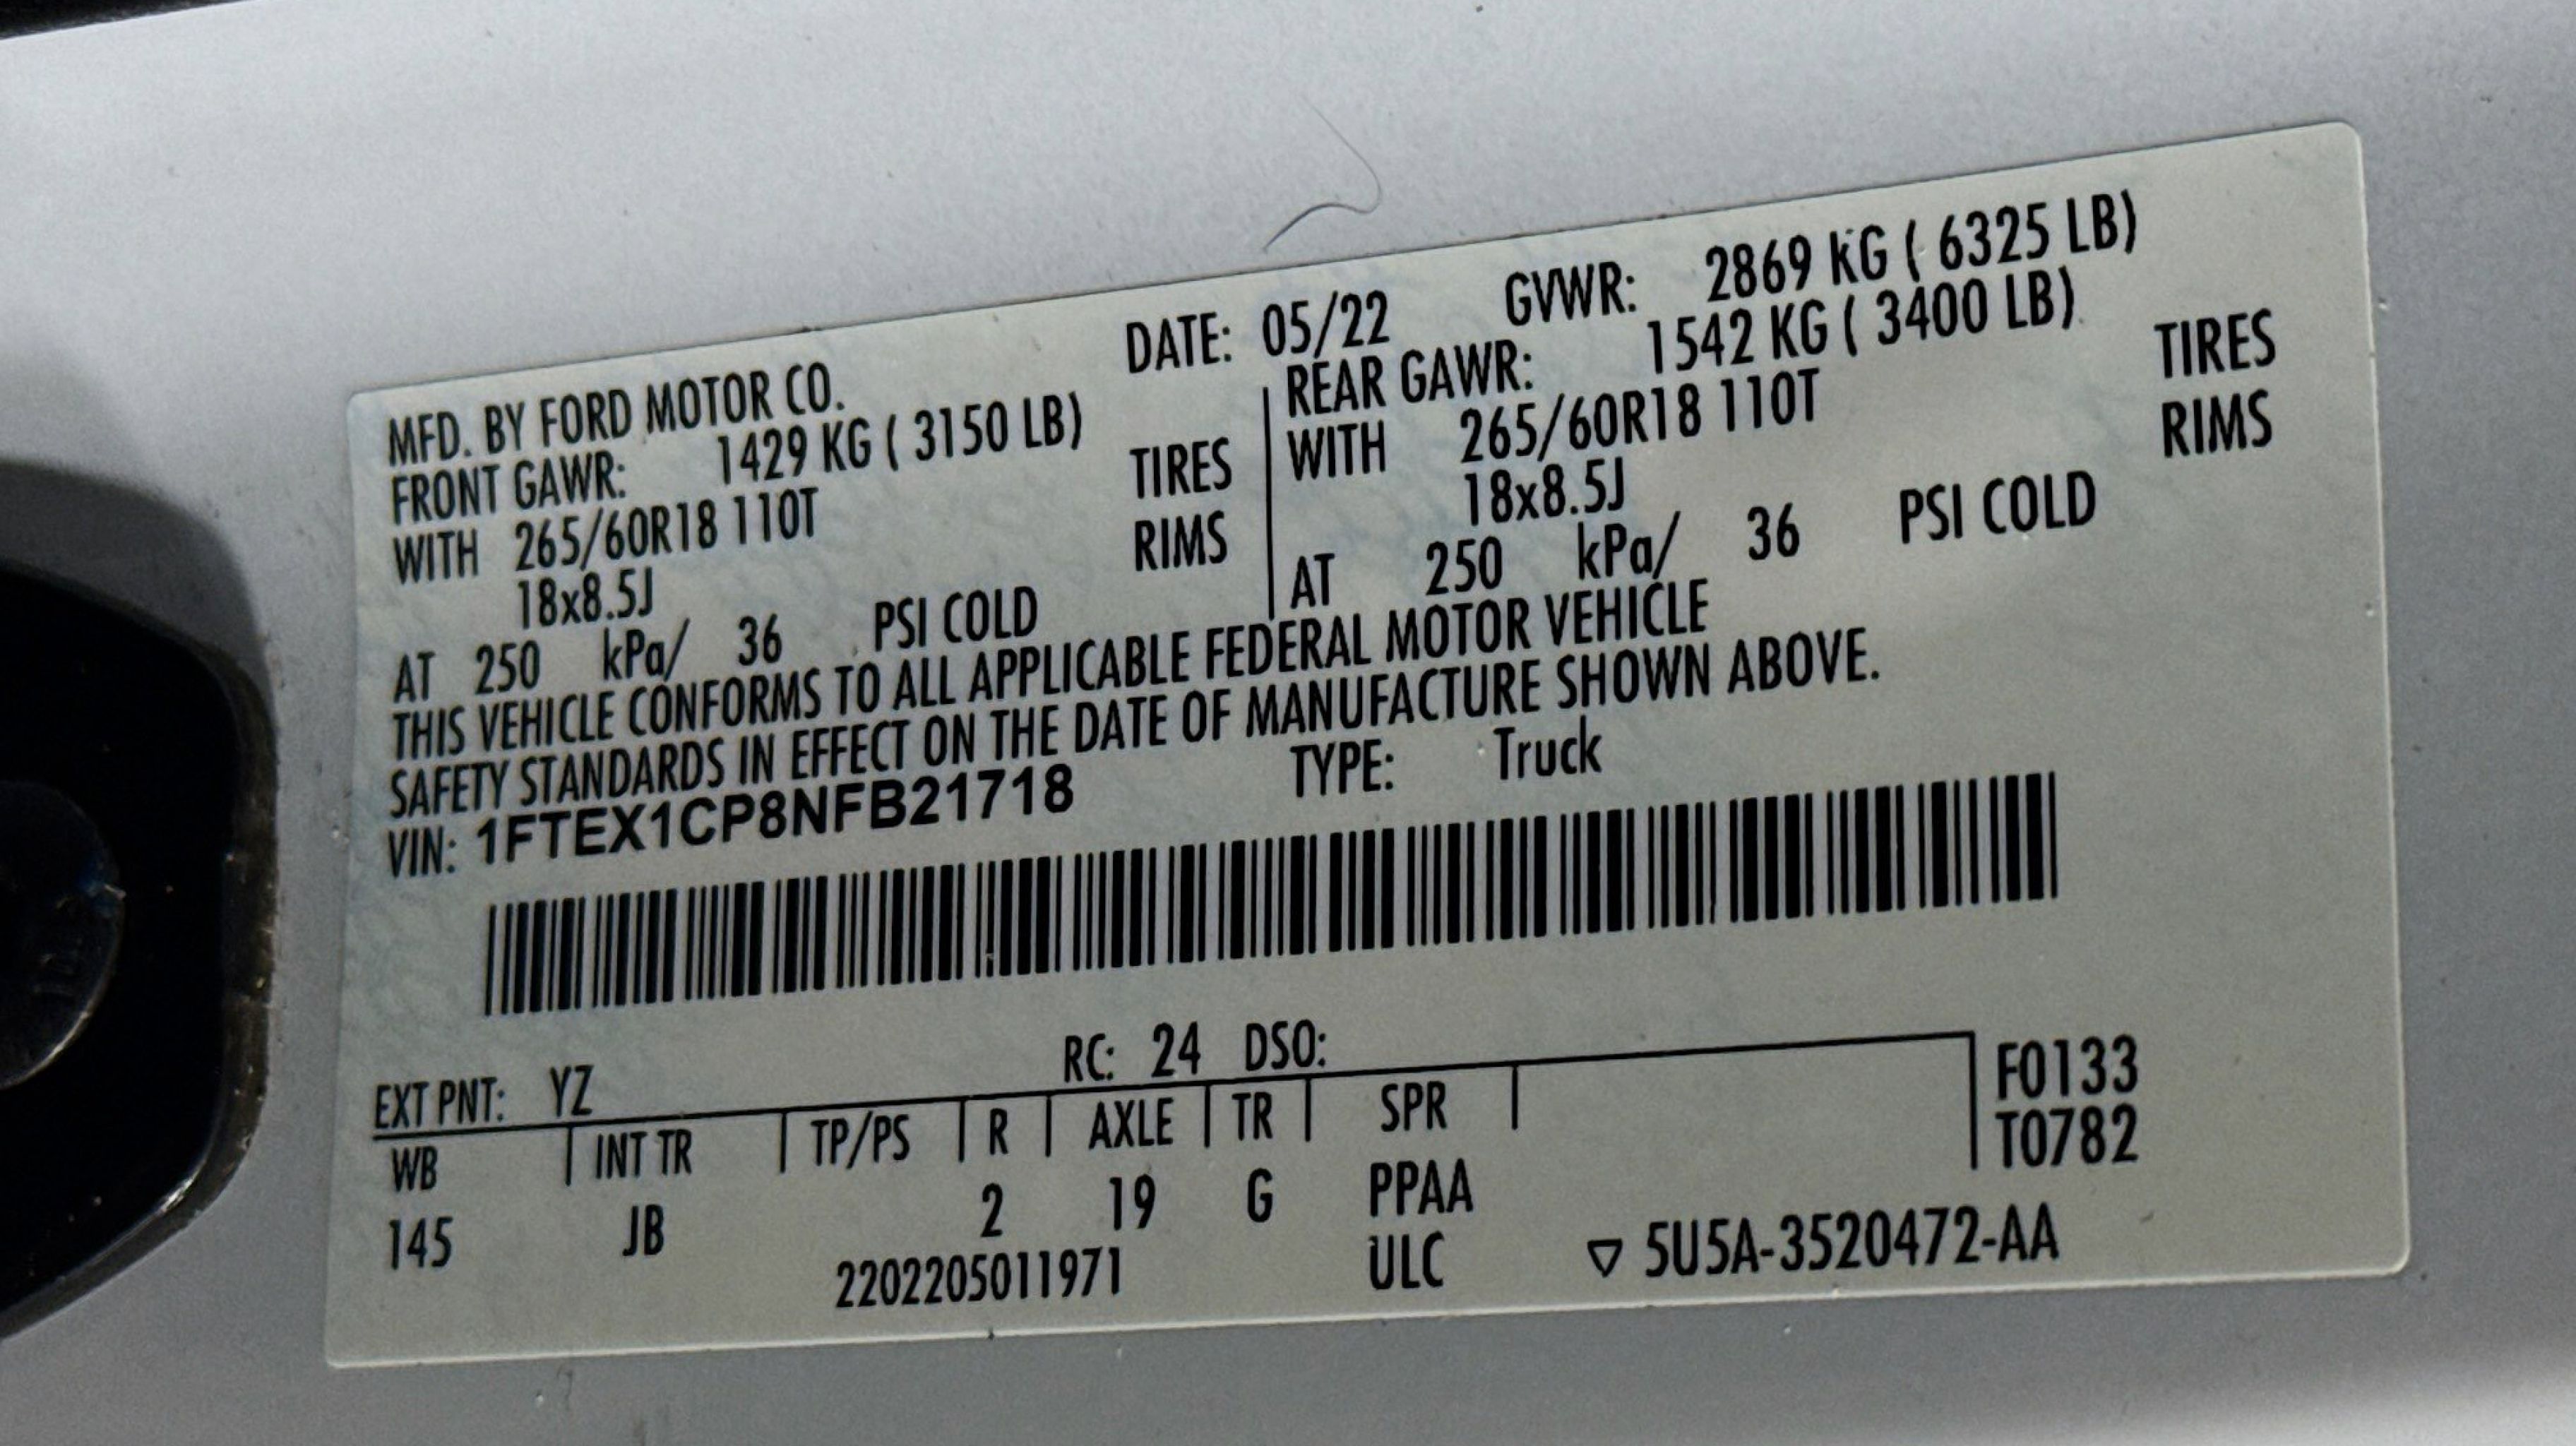 MFD. BY FORD MOTOR CO. DATE: 05/22 GVWR: 2869 KG ( 6325 LB)
FRONT GAWR: 1429 KG ( 3150 LB) REAR GAWR: 1542 KG ( 3400 LB)
WITH 265/60R18 110T TIRES WITH 265/60R18 110T TIRES
18x8.5J RIMS 18x8.5J RIMS
AT 250 kPa/ 36 PSI COLD AT 250 kPa/ 36 PSI COLD
THIS VEHICLE CONFORMS TO ALL APPLICABLE FEDERAL MOTOR VEHICLE
SAFETY STANDARDS IN EFFECT ON THE DATE OF MANUFACTURE SHOWN ABOVE.
VIN: 1FTEX1CP8NFB21718 TYPE: Truck
EXT PNT: YZ RC: 24 DSO:
WB INT TR TP/PS R AXLE TR SPR F0133
T0782
145 JB 2 19 G PPAA
2202205011971 ULC ▽ 5U5A-3520472-AA